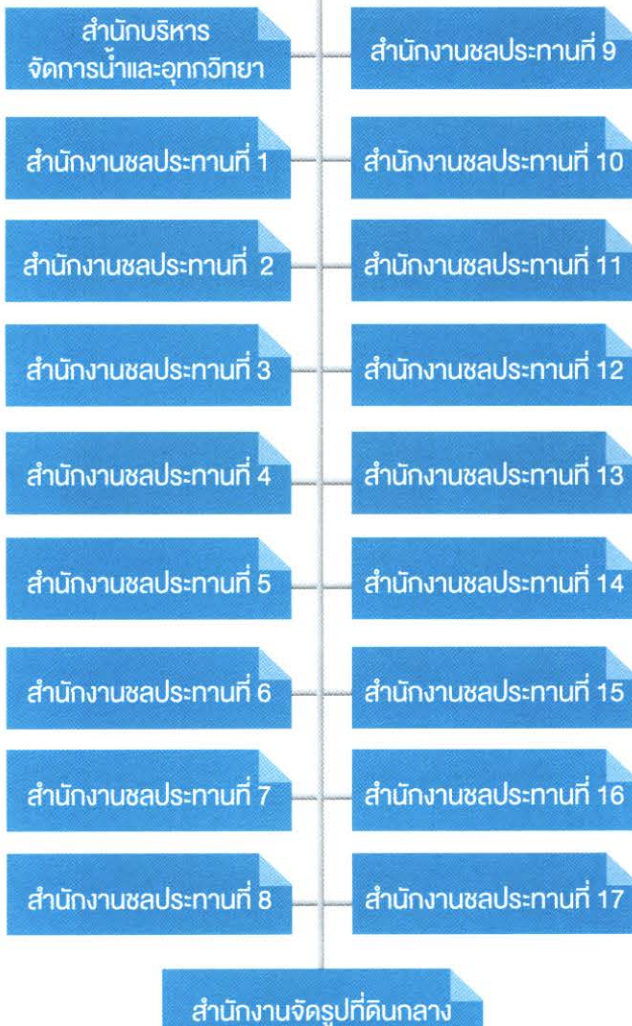 สำนักบริหาร
จัดการน้ำและอุทกวิทยา
สำนักงานชลประทานที่ 1
สำนักงานชลประทานที่ 2
สำนักงานชลประทานที่ 3
สำนักงานชลประทานที่ 4
สำนักงานชลประทานที่ 5
สำนักงานชลประทานที่ 6
สำนักงานชลประทานที่ 7
สำนักงานชลประทานที่ 8
สำนักงานชลประทานที่ 9
สำนักงานชลประทานที่ 10
สำนักงานชลประทานที่ 11
สำนักงานชลประทานที่ 12
สำนักงานชลประทานที่ 13
สำนักงานชลประทานที่ 14
สำนักงานชลประทานที่ 15
สำนักงานชลประทานที่ 16
สำนักงานชลประทานที่ 17
สำนักงานจัดรูปที่ดินกลาง